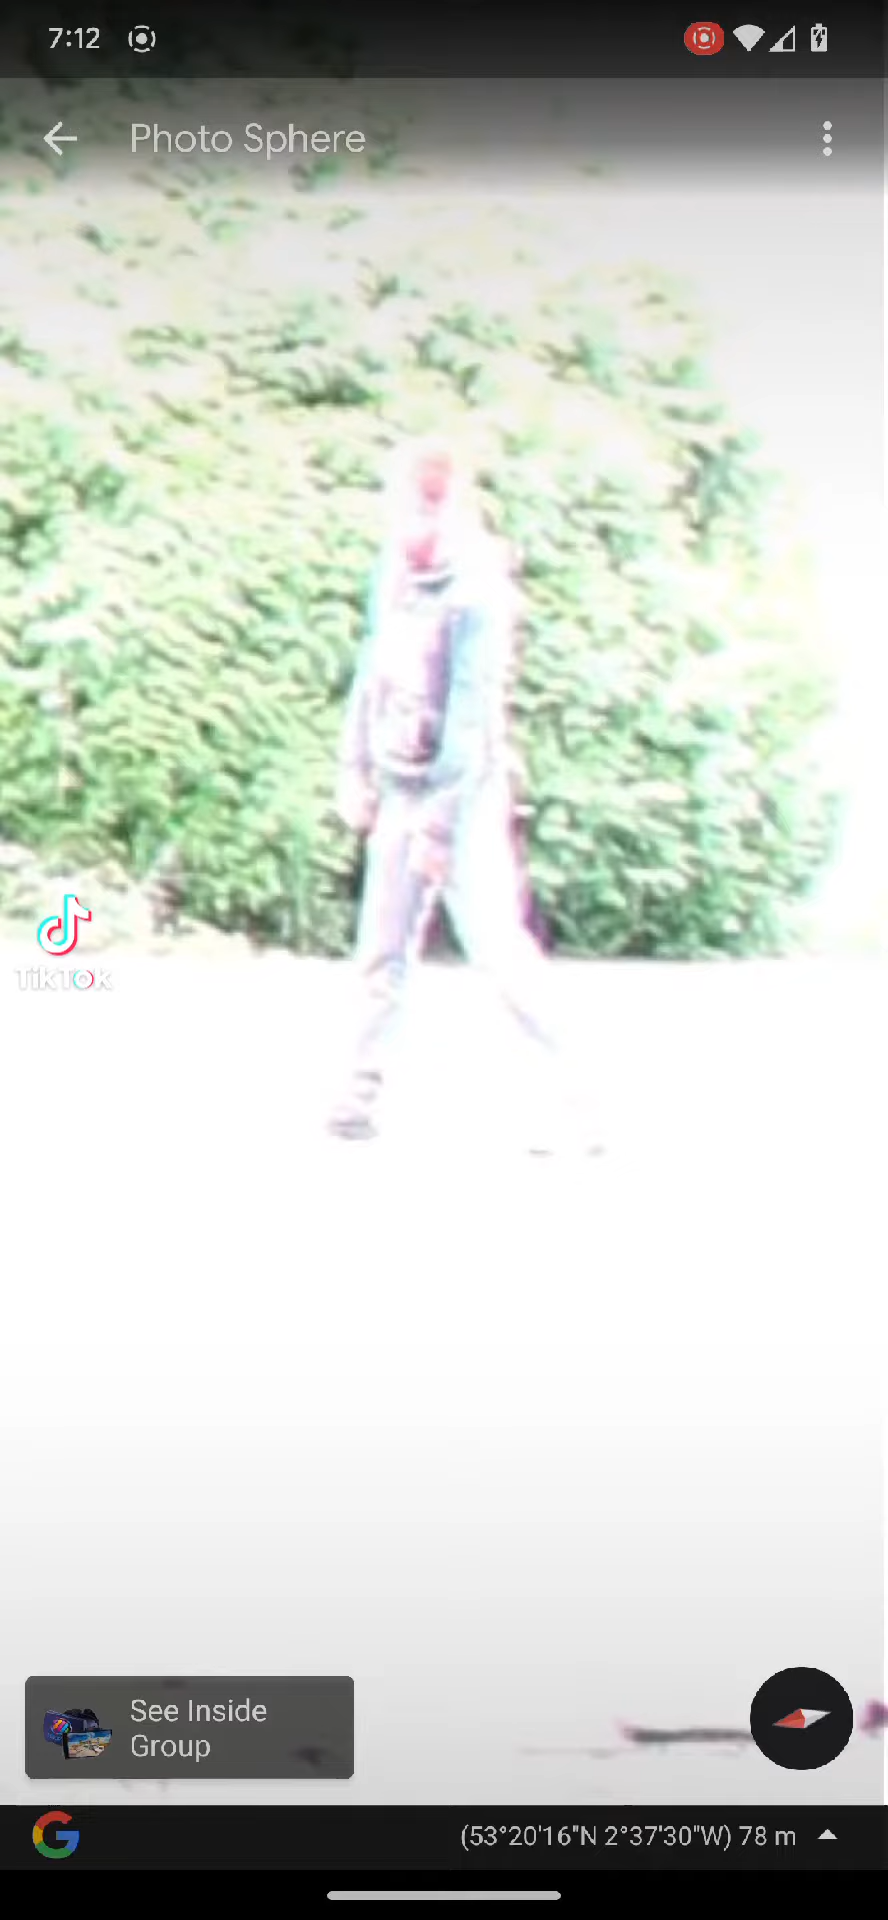 7:12
Photo Sphere
TikTok
See Inside
Group
(53°20'16"N 2°37'30"W) 78 m